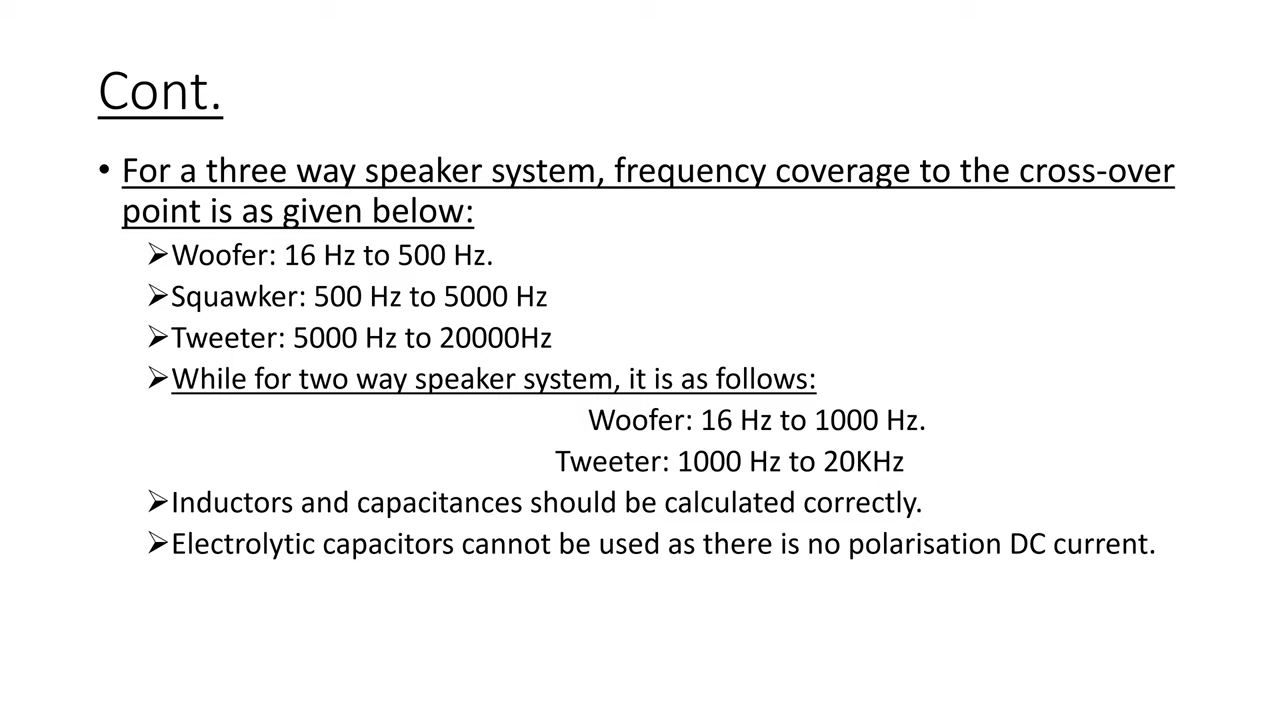 Cont.
• For a three way speaker system, frequency coverage to the cross-over
point is as given below:
➢Woofer: 16 Hz to 500 Hz.
➢Squawker: 500 Hz to 5000 Hz
➢Tweeter: 5000 Hz to 20000Hz
➢While for two way speaker system, it is as follows:
Woofer: 16 Hz to 1000 Hz.
Tweeter: 1000 Hz to 20KHz
➢Inductors and capacitances should be calculated correctly.
➢Electrolytic capacitors cannot be used as there is no polarisation DC current.